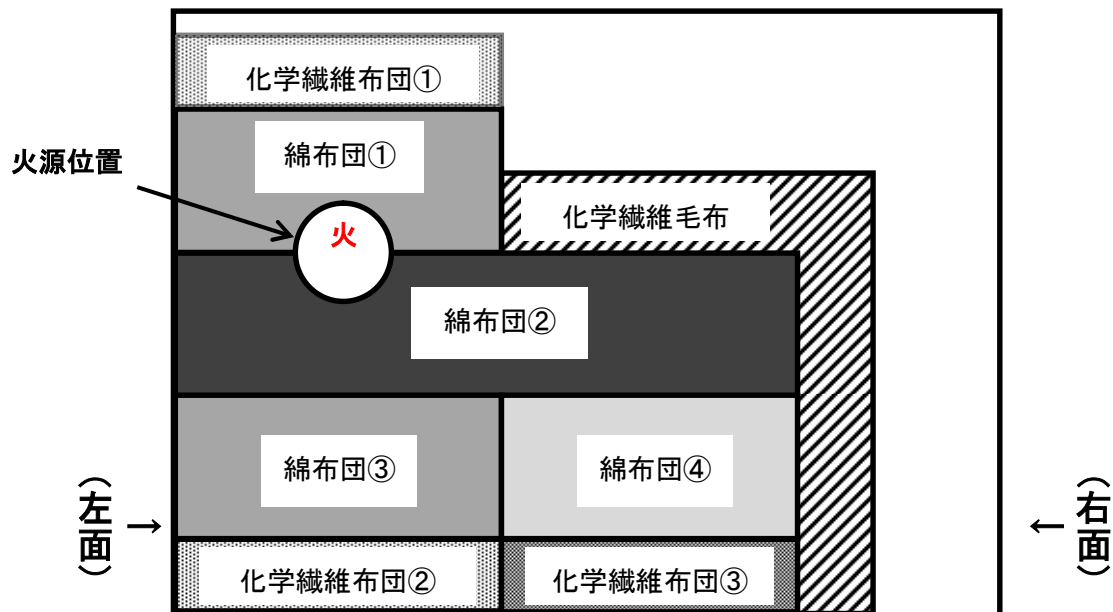 化学繊維布団①
綿布団①
火源位置
火
化学繊維毛布
綿布団②
綿布団③
綿布団④
(左面)
→
←
(右面)
化学繊維布団②
化学繊維布団③